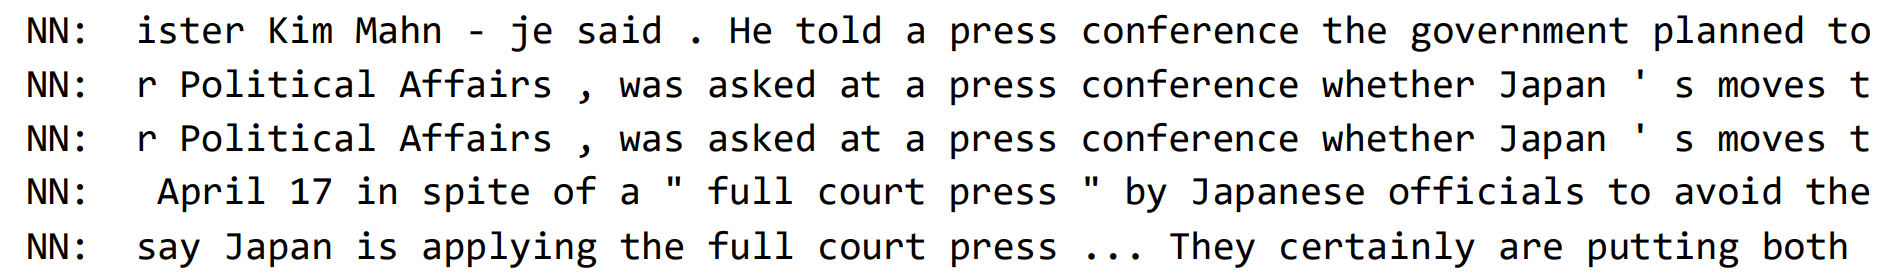 NN: ister Kim Mahn - je said . He told a press conference the government planned to
NN: r Political Affairs , was asked at a press conference whether Japan ' s moves t
NN: r Political Affairs , was asked at a press conference whether Japan ' s moves t
NN: April 17 in spite of a " full court press " by Japanese officials to avoid the
NN: say Japan is applying the full court press ... They certainly are putting both